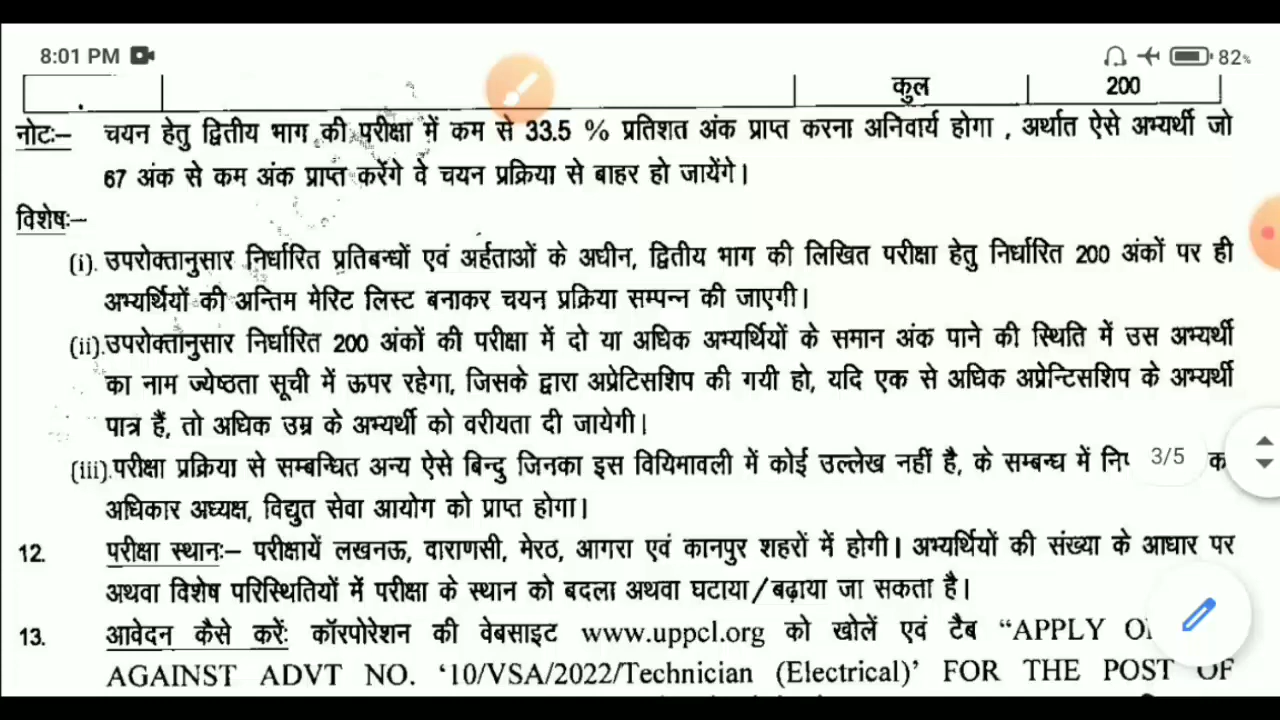 8:01 PM 82%
कुल 200
नोटः– चयन हेतु द्वितीय भाग की परीक्षा में कम से 33.5 % प्रतिशत अंक प्राप्त करना अनिवार्य होगा , अर्थात ऐसे अभ्यर्थी जो
67 अंक से कम अंक प्राप्त करेंगे वे चयन प्रक्रिया से बाहर हो जायेंगे।
विशेषः–
(i). उपरोक्तानुसार निर्धारित प्रतिबन्धों एवं अर्हताओं के अधीन, द्वितीय भाग की लिखित परीक्षा हेतु निर्धारित 200 अंकों पर ही
अभ्यर्थियों की अन्तिम मेरिट लिस्ट बनाकर चयन प्रक्रिया सम्पन्न की जाएगी।
(ii). उपरोक्तानुसार निर्धारित 200 अंकों की परीक्षा में दो या अधिक अभ्यर्थियों के समान अंक पाने की स्थिति में उस अभ्यर्थी
का नाम ज्येष्ठता सूची में ऊपर रहेगा, जिसके द्वारा अप्रेटिसशिप की गयी हो, यदि एक से अधिक अप्रेन्टिसशिप के अभ्यर्थी
पात्र हैं, तो अधिक उम्र के अभ्यर्थी को वरीयता दी जायेगी।
(iii). परीक्षा प्रक्रिया से सम्बन्धित अन्य ऐसे बिन्दु जिनका इस वियिमावली में कोई उल्लेख नहीं है, के सम्बन्ध में 3/5
अधिकार अध्यक्ष, विद्युत सेवा आयोग को प्राप्त होगा।
12. परीक्षा स्थानः– परीक्षायें लखनऊ, वाराणसी, मेरठ, आगरा एवं कानपुर शहरों में होगी। अभ्यर्थियों की संख्या के आधार पर
अथवा विशेष परिस्थितियों में परीक्षा के स्थान को बदला अथवा घटाया/बढ़ाया जा सकता है।
13. आवेदन कैसे करेंः कॉरपोरेशन की वेबसाइट www.uppcl.org को खोलें एवं टैब "APPLY
AGAINST ADVT NO. '10/VSA/2022/Technician (Electrical)' FOR THE POST OF